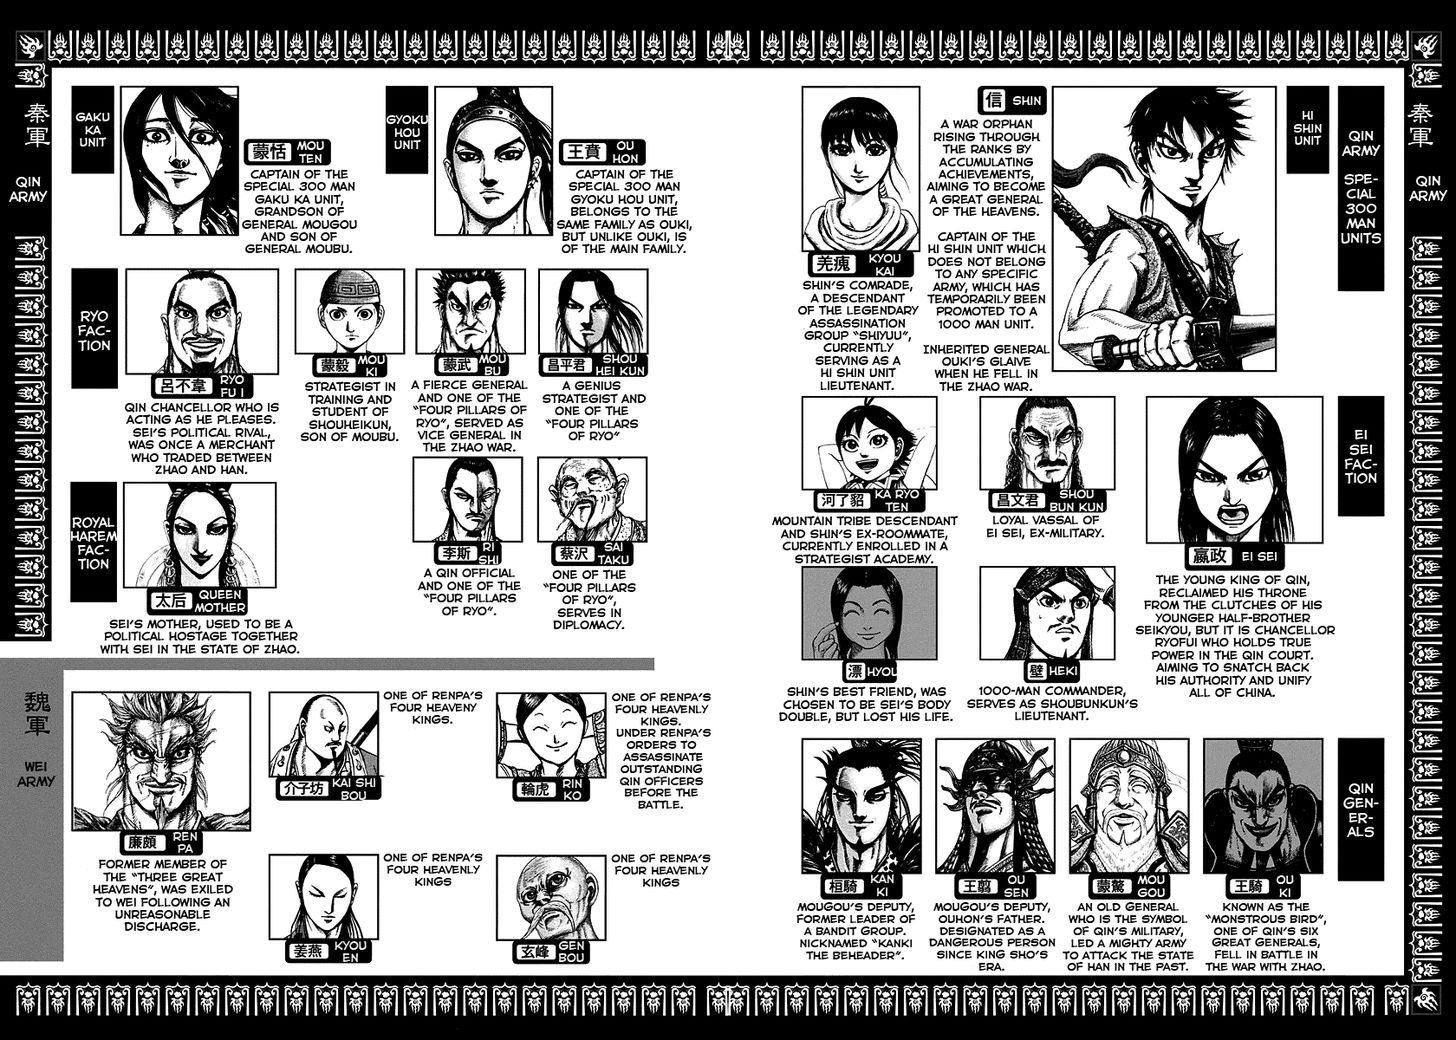 秦軍
QIN
ARMY
HI
SHIN
UNIT
QIN
ARMY
SPE-
CIAL
300
MAN
UNITS
信 SHIN
A WAR ORPHAN
RISING THROUGH
THE RANKS BY
ACCUMULATING
ACHIEVEMENTS,
AIMING TO BECOME
A GREAT GENERAL
OF THE HEAVENS.
CAPTAIN OF THE
HI SHIN UNIT WHICH
DOES NOT BELONG
TO ANY SPECIFIC
ARMY, WHICH HAS
TEMPORARILY BEEN
PROMOTED TO A
1000 MAN UNIT.
INHERITED GENERAL
OUKI'S GLAIVE
WHEN HE FELL IN
THE ZHAO WAR.
羌瘣 KYOU
KAI
SHIN'S COMRADE,
A DESCENDANT
OF THE LEGENDARY
ASSASSINATION
GROUP "SHIYUU",
CURRENTLY
SERVING AS A
HI SHIN UNIT
LIEUTENANT.
EI
SEI
FAC-
TION
嬴政 EI SEI
THE YOUNG KING OF QIN,
RECLAIMED HIS THRONE
FROM THE CLUTCHES OF HIS
YOUNGER HALF-BROTHER
SEIKYOU, BUT IT IS CHANCELLOR
RYOFUI WHO HOLDS TRUE
POWER IN THE QIN COURT.
AIMING TO SNATCH BACK
HIS AUTHORITY AND UNIFY
ALL OF CHINA.
昌文君 SHOU
BUN KUN
LOYAL VASSAL OF
EI SEI, EX-MILITARY.
河了貂 KA RYO
TEN
MOUNTAIN TRIBE DESCENDANT
AND SHIN'S EX-ROOMMATE,
CURRENTLY ENROLLED IN A
STRATEGIST ACADEMY.
壁 HEKI
1000-MAN COMMANDER,
SERVES AS SHOUBUNKUN'S
LIEUTENANT.
漂 HYOU
SHIN'S BEST FRIEND, WAS
CHOSEN TO BE SEI'S BODY
DOUBLE, BUT LOST HIS LIFE.
QIN
GEN-
ER-
ALS
王騎 OU
KI
KNOWN AS THE
"MONSTROUS BIRD",
ONE OF QIN'S SIX
GREAT GENERALS,
FELL IN BATTLE IN
THE WAR WITH ZHAO.
蒙驁 MOU
GOU
AN OLD GENERAL
WHO IS THE SYMBOL
OF QIN'S MILITARY,
LED A MIGHTY ARMY
TO ATTACK THE STATE
OF HAN IN THE PAST.
王翦 OU
SEN
MOUGOU'S DEPUTY,
OUHON'S FATHER.
DESIGNATED AS A
DANGEROUS PERSON
SINCE KING SHO'S
ERA.
桓騎 KAN
KI
MOUGOU'S DEPUTY,
FORMER LEADER OF
A BANDIT GROUP.
NICKNAMED "KANKI
THE BEHEADER".
秦軍
QIN
ARMY
GYOKU
HOU
UNIT
王賁 OU
HON
CAPTAIN OF THE
SPECIAL 300 MAN
GYOKU HOU UNIT,
BELONGS TO THE
SAME FAMILY AS OUKI,
BUT UNLIKE OUKI, IS
OF THE MAIN FAMILY.
GAKU
KA
UNIT
蒙恬 MOU
TEN
CAPTAIN OF THE
SPECIAL 300 MAN
GAKU KA UNIT,
GRANDSON OF
GENERAL MOUGOU
AND SON OF
GENERAL MOUBU.
RYO
FAC-
TION
呂不韋 RYO
FU I
QIN CHANCELLOR WHO IS
ACTING AS HE PLEASES.
SEI'S POLITICAL RIVAL,
WAS ONCE A MERCHANT
WHO TRADED BETWEEN
ZHAO AND HAN.
蒙毅 MOU
KI
STRATEGIST IN
TRAINING AND
STUDENT OF
SHOUHEIKUN,
SON OF MOUBU.
蒙武 MOU
BU
A FIERCE GENERAL
AND ONE OF THE
"FOUR PILLARS OF
RYO", SERVED AS
VICE GENERAL IN
THE ZHAO WAR.
昌平君 SHOU
HEI KUN
A GENIUS
STRATEGIST AND
ONE OF THE
"FOUR PILLARS
OF RYO"
李斯 RI
SHI
A QIN OFFICIAL
AND ONE OF THE
"FOUR PILLARS
OF RYO".
蔡沢 SAI
TAKU
ONE OF THE
"FOUR PILLARS
OF RYO",
SERVES IN
DIPLOMACY.
ROYAL
HAREM
FAC-
TION
太后 QUEEN
MOTHER
SEI'S MOTHER, USED TO BE A
POLITICAL HOSTAGE TOGETHER
WITH SEI IN THE STATE OF ZHAO.
魏軍
WEI
ARMY
廉頗 REN
PA
FORMER MEMBER OF
THE "THREE GREAT
HEAVENS", WAS EXILED
TO WEI FOLLOWING AN
UNREASONABLE
DISCHARGE.
介子坊 KAI SHI
BOU
ONE OF RENPA'S
FOUR HEAVENY
KINGS.
輪虎 RIN
KO
ONE OF RENPA'S
FOUR HEAVENLY
KINGS.
UNDER RENPA'S
ORDERS TO
ASSASSINATE
OUTSTANDING
QIN OFFICERS
BEFORE THE
BATTLE.
姜燕 KYOU
EN
ONE OF RENPA'S
FOUR HEAVENLY
KINGS
玄峰 GEN
BOU
ONE OF RENPA'S
FOUR HEAVENLY
KINGS